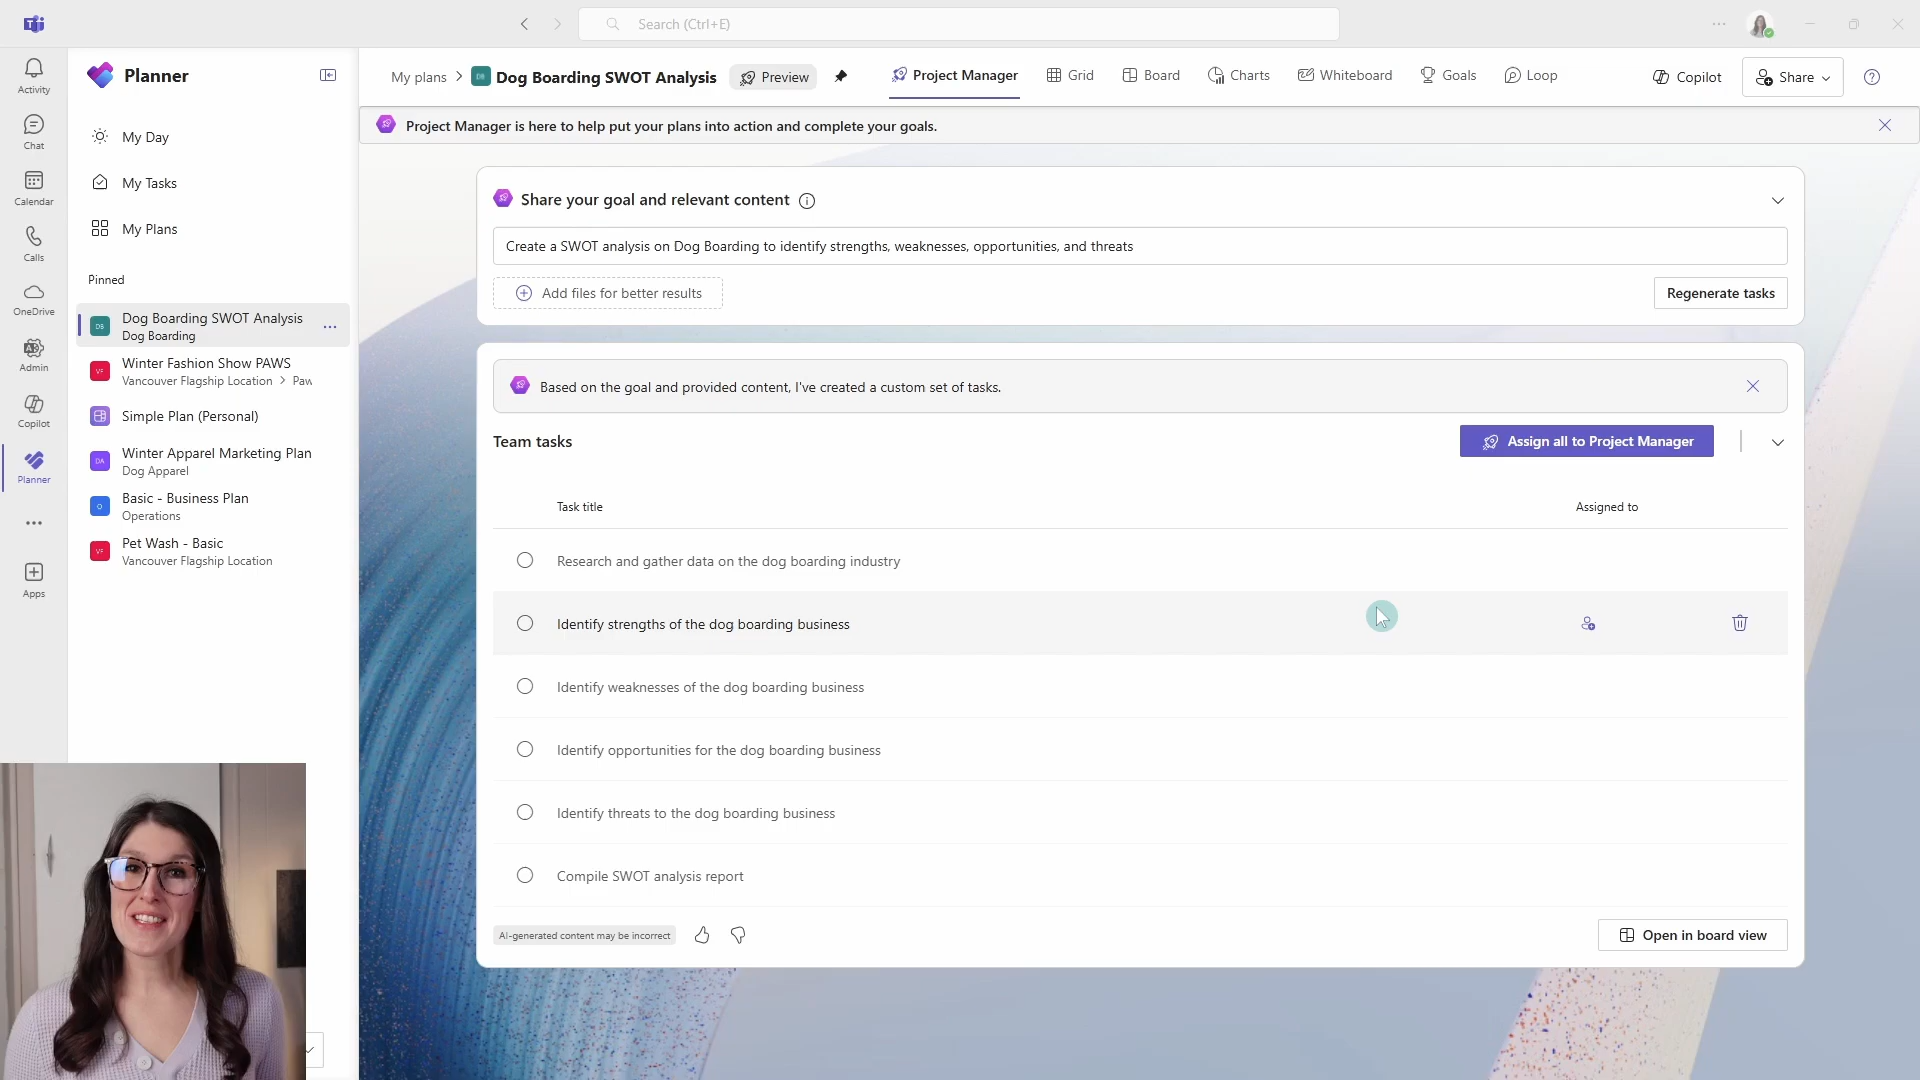 Search (Ctrl+E)
Activity
Chat
Calendar
Calls
OneDrive
Admin
Copilot
Planner
Apps
Planner
My Day
My Tasks
My Plans
Pinned
DB
Dog Boarding SWOT Analysis
Dog Boarding
VF
Winter Fashion Show PAWS
Vancouver Flagship Location > Paw
Simple Plan (Personal)
DA
Winter Apparel Marketing Plan
Dog Apparel
O
Basic - Business Plan
Operations
VF
Pet Wash - Basic
Vancouver Flagship Location
My plans > DB Dog Boarding SWOT Analysis Preview
Project Manager Grid Board Charts Whiteboard Goals Loop
Copilot Share
Project Manager is here to help put your plans into action and complete your goals.
Share your goal and relevant content
Create a SWOT analysis on Dog Boarding to identify strengths, weaknesses, opportunities, and threats
Add files for better results
Regenerate tasks
Based on the goal and provided content, I've created a custom set of tasks.
Team tasks
Assign all to Project Manager
Task title Assigned to
Research and gather data on the dog boarding industry
Identify strengths of the dog boarding business
Identify weaknesses of the dog boarding business
Identify opportunities for the dog boarding business
Identify threats to the dog boarding business
Compile SWOT analysis report
AI-generated content may be incorrect
Open in board view